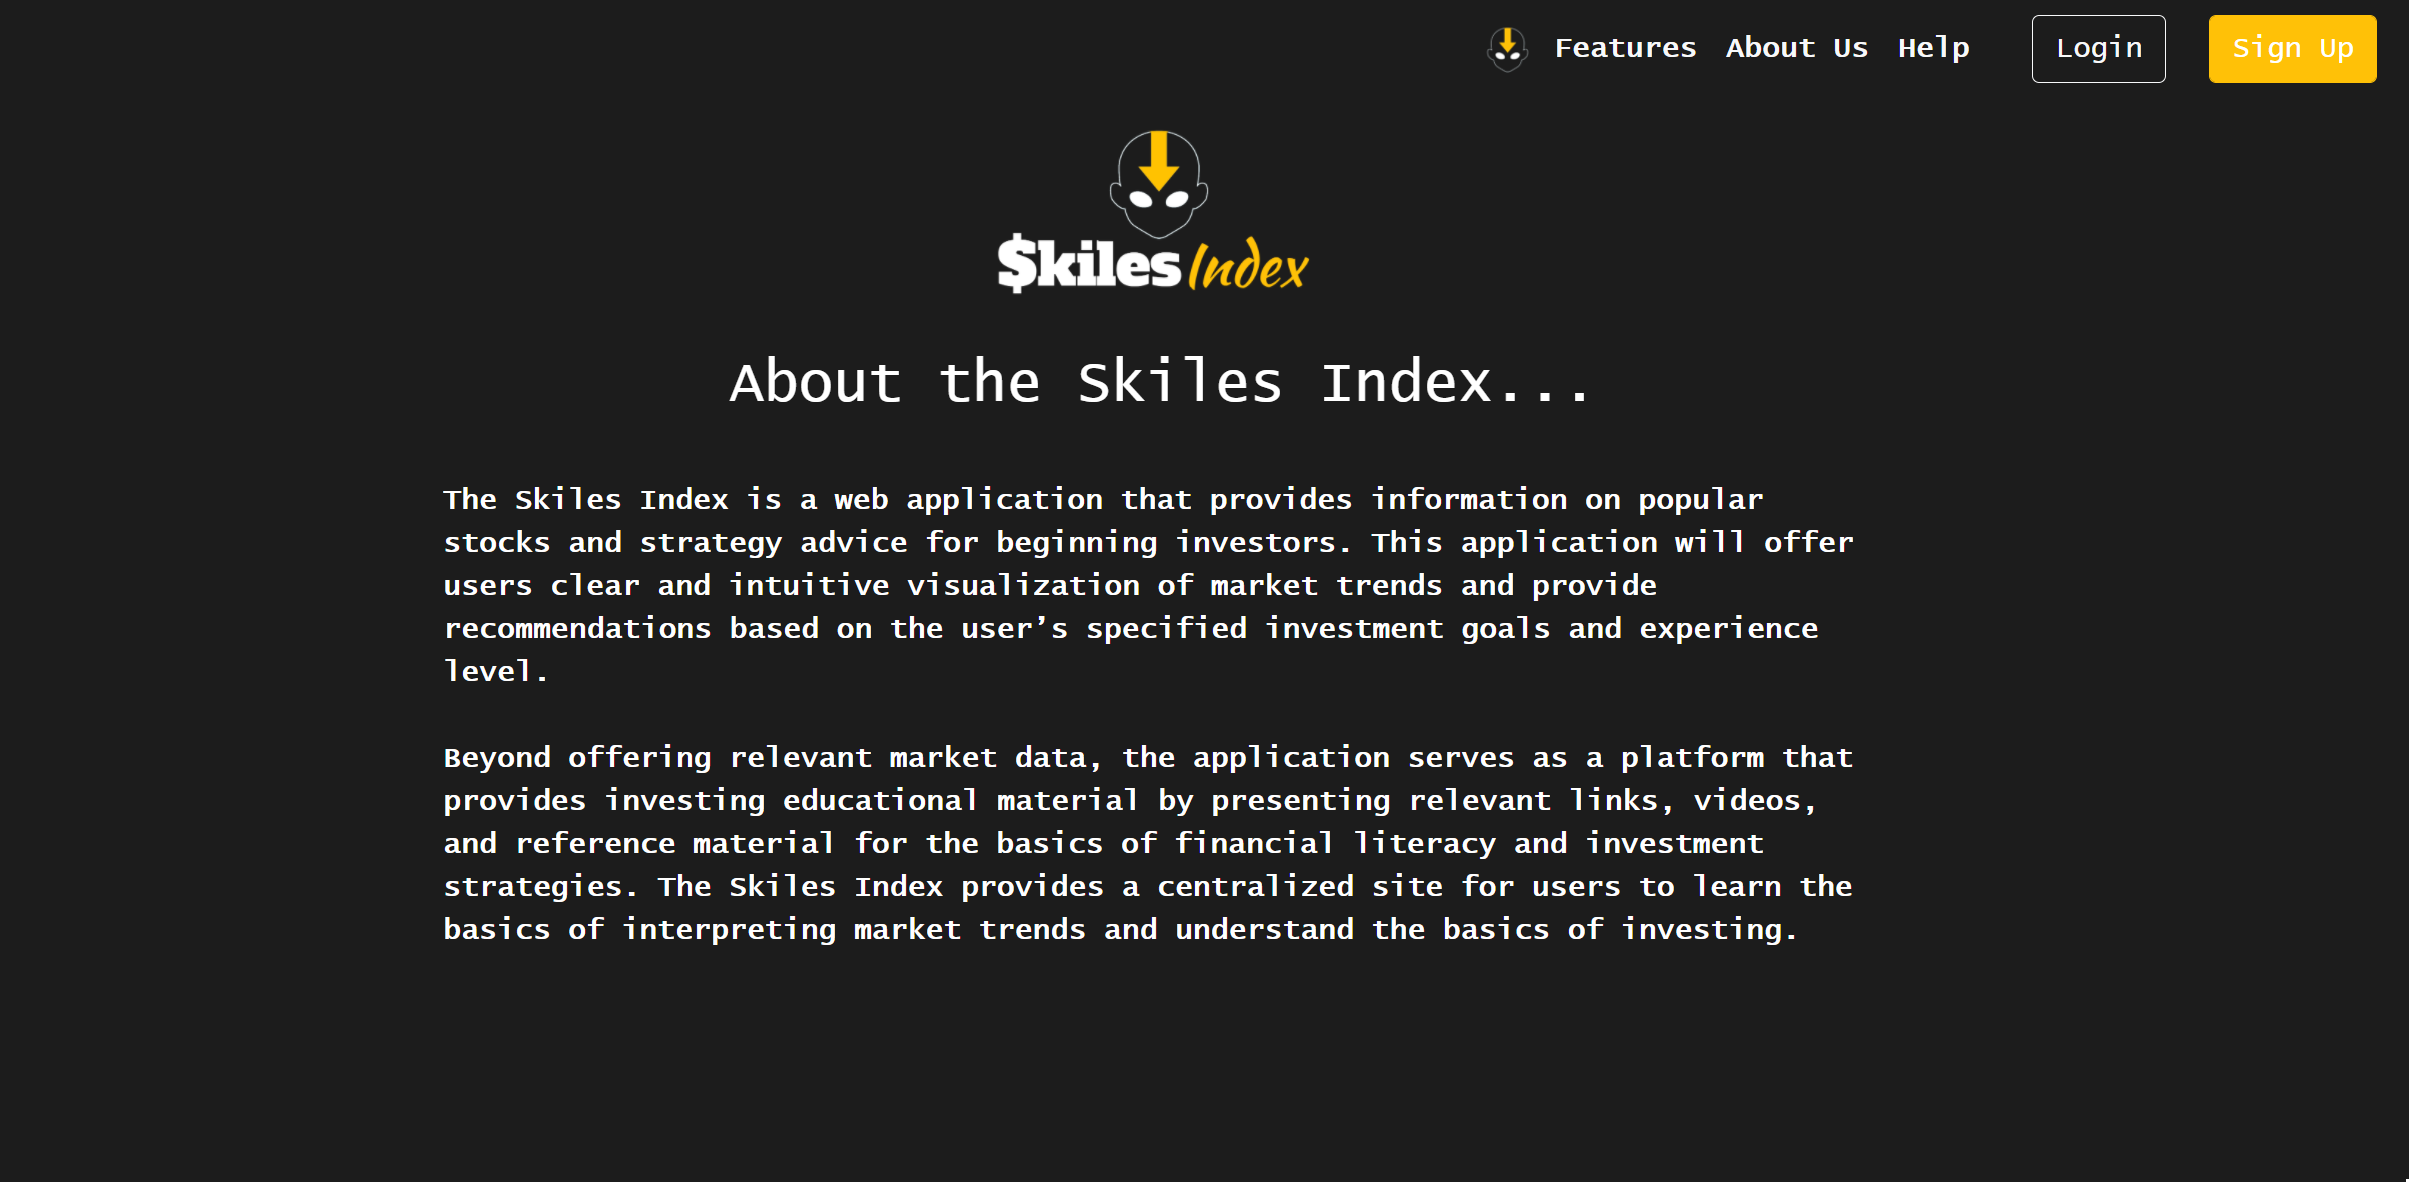 Features About Us Help Login Sign Up
$kiles Index
About the Skiles Index...
The Skiles Index is a web application that provides information on popular
stocks and strategy advice for beginning investors. This application will offer
users clear and intuitive visualization of market trends and provide
recommendations based on the user’s specified investment goals and experience
level.
Beyond offering relevant market data, the application serves as a platform that
provides investing educational material by presenting relevant links, videos,
and reference material for the basics of financial literacy and investment
strategies. The Skiles Index provides a centralized site for users to learn the
basics of interpreting market trends and understand the basics of investing.